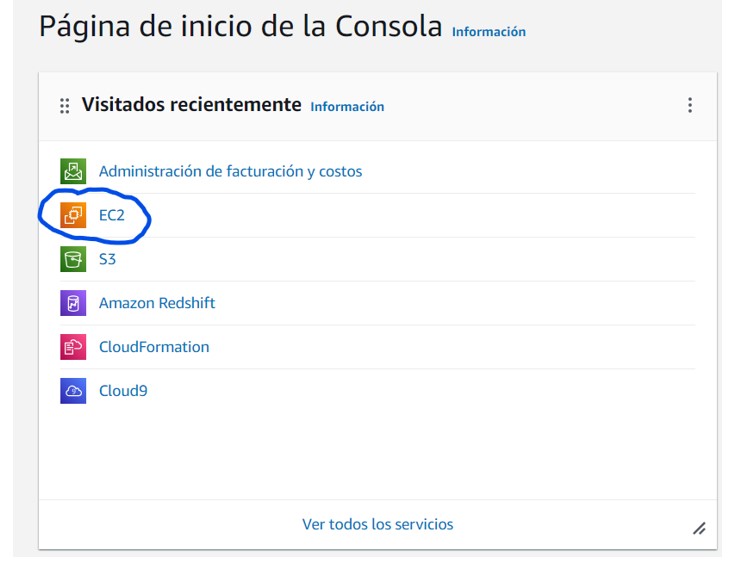 Página de inicio de la Consola Información
Visitados recientemente Información
Administración de facturación y costos
EC2
S3
Amazon Redshift
CloudFormation
Cloud9
Ver todos los servicios